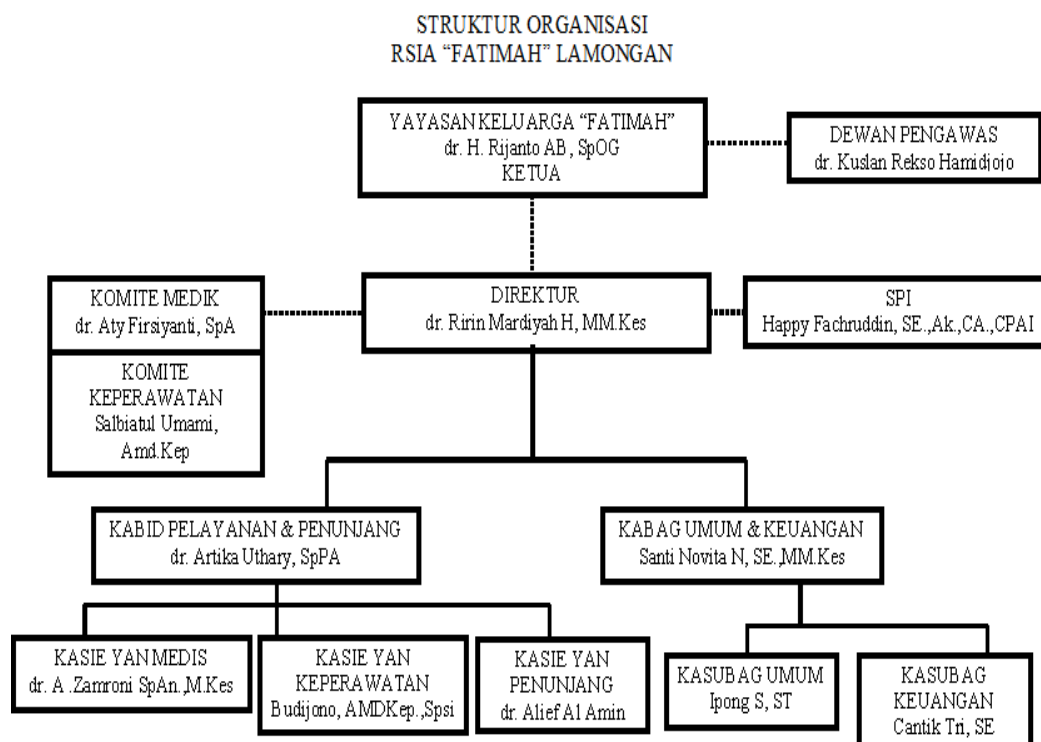 STRUKTUR ORGANISASI
RSIA “FATIMAH” LAMONGAN
YAYASAN KELUARGA “FATIMAH”
dr. H. Rijanto AB, SpOG
KETUA
DEWAN PENGAWAS
dr. Kuslan Rekso Hamidjojo
KOMITE MEDIK
dr. Aty Firsiyanti, SpA
KOMITE
KEPERAWATAN
Salbiatul Umami,
Amd.Kep
DIREKTUR
dr. Ririn Mardiyah H, MM.Kes
SPI
Happy Fachruddin, SE.,Ak.,CA.,CPAI
KABID PELAYANAN & PENUNJANG
dr. Artika Uthary, SpPA
KABAG UMUM & KEUANGAN
Santi Novita N, SE.,MM.Kes
KASIE YAN MEDIS
dr. A .Zamroni SpAn.,M.Kes
KASIE YAN
KEPERAWATAN
Budijono, AMDKep.,Spsi
KASIE YAN
PENUNJANG
dr. Alief Al Amin
KASUBAG UMUM
Ipong S, ST
KASUBAG
KEUANGAN
Cantik Tri, SE